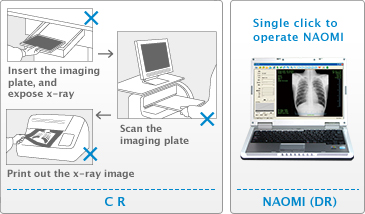 Insert the imaging
plate, and
expose x-ray
Scan the
imaging plate
Print out the x-ray image
C R
Single click to
operate NAOMI
NAOMI (DR)